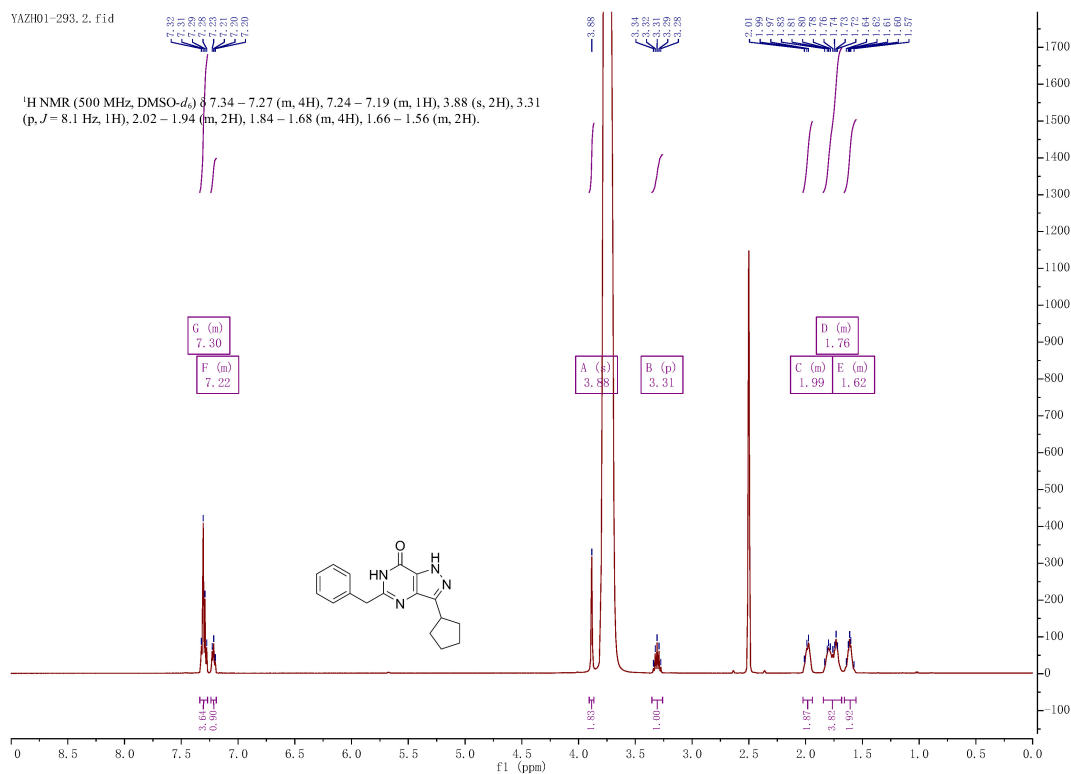 YAZH01-293.2.fid
7.32 7.31 7.29 7.28 7.23 7.21 7.20 7.20
3.88
3.34 3.32 3.31 3.29 3.28
2.01 1.99 1.97 1.83 1.81 1.80 1.78 1.76 1.74 1.73 1.72 1.64 1.62 1.61 1.60 1.57
¹H NMR (500 MHz, DMSO-d₆) δ 7.34 – 7.27 (m, 4H), 7.24 – 7.19 (m, 1H), 3.88 (s, 2H), 3.31
(p, J = 8.1 Hz, 1H), 2.02 – 1.94 (m, 2H), 1.84 – 1.68 (m, 4H), 1.66 – 1.56 (m, 2H).
G (m)
7.30
F (m)
7.22
A (s)
3.88
B (p)
3.31
D (m)
1.76
C (m)
1.99
E (m)
1.62
O
HN
N
H
N
N
3.64
0.90
1.83
1.00
1.87
3.82
1.92
1700
1600
1500
1400
1300
1200
1100
1000
900
800
700
600
500
400
300
200
100
0
-100
0 8.5 8.0 7.5 7.0 6.5 6.0 5.5 5.0 4.5 4.0 3.5 3.0 2.5 2.0 1.5 1.0 0.5 0.0
f1 (ppm)